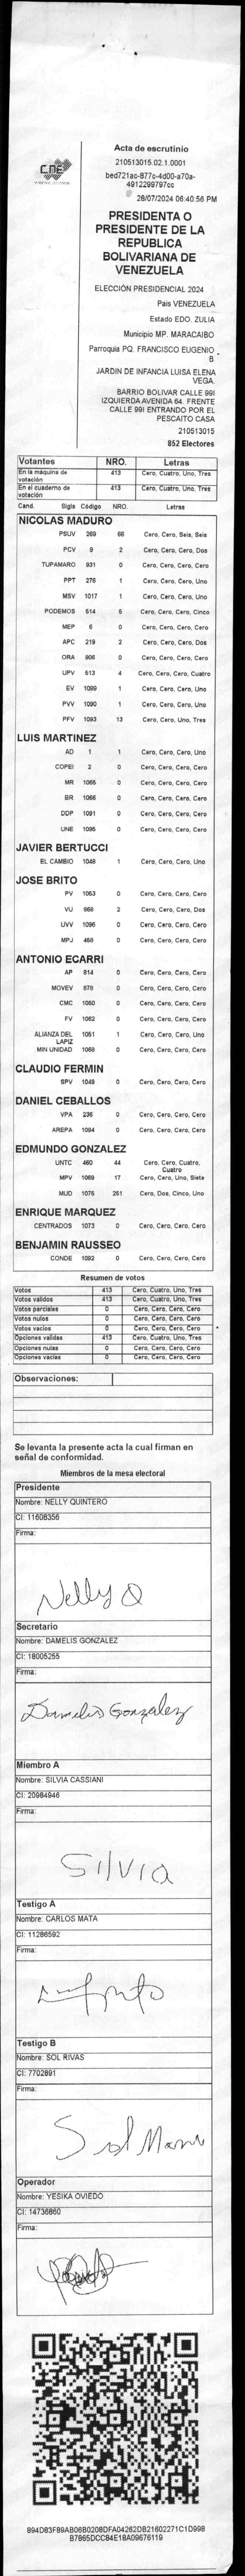 CNE
Acta de escrutinio
210513015.02.1.0001
bed721ac-877c-4d00-a70a-
4912299797cc
28/07/2024 06:40:56 PM
PRESIDENTA O
PRESIDENTE DE LA
REPUBLICA
BOLIVARIANA DE
VENEZUELA
ELECCIÓN PRESIDENCIAL 2024
Pais VENEZUELA
Estado EDO. ZULIA
Municipio MP. MARACAIBO
Parroquia PQ. FRANCISCO EUGENIO
B
JARDIN DE INFANCIA LUISA ELENA
VEGA.
BARRIO BOLIVAR CALLE 99I
IZQUIERDA AVENIDA 64. FRENTE
CALLE 99I ENTRANDO POR EL
PESCAITO CASA
210513015
852 Electores
Votantes NRO. Letras
En la máquina de votación 413 Cero, Cuatro, Uno, Tres
En el cuaderno de votación 413 Cero, Cuatro, Uno, Tres
Cand. Sigla Código NRO. Letras
NICOLAS MADURO
PSUV 269 66 Cero, Cero, Seis, Seis
PCV 9 2 Cero, Cero, Cero, Dos
TUPAMARO 931 0 Cero, Cero, Cero, Cero
PPT 276 1 Cero, Cero, Cero, Uno
MSV 1017 1 Cero, Cero, Cero, Uno
PODEMOS 514 5 Cero, Cero, Cero, Cinco
MEP 6 0 Cero, Cero, Cero, Cero
APC 219 2 Cero, Cero, Cero, Dos
ORA 906 0 Cero, Cero, Cero, Cero
UPV 513 4 Cero, Cero, Cero, Cuatro
EV 1099 1 Cero, Cero, Cero, Uno
PVV 1090 1 Cero, Cero, Cero, Uno
PFV 1093 13 Cero, Cero, Uno, Tres
LUIS MARTINEZ
AD 1 1 Cero, Cero, Cero, Uno
COPEI 2 0 Cero, Cero, Cero, Cero
MR 1065 0 Cero, Cero, Cero, Cero
BR 1066 0 Cero, Cero, Cero, Cero
DDP 1091 0 Cero, Cero, Cero, Cero
UNE 1095 0 Cero, Cero, Cero, Cero
JAVIER BERTUCCI
EL CAMBIO 1048 1 Cero, Cero, Cero, Uno
JOSE BRITO
PV 1053 0 Cero, Cero, Cero, Cero
VU 868 2 Cero, Cero, Cero, Dos
UVV 1096 0 Cero, Cero, Cero, Cero
MPJ 458 0 Cero, Cero, Cero, Cero
ANTONIO ECARRI
AP 814 0 Cero, Cero, Cero, Cero
MOVEV 878 0 Cero, Cero, Cero, Cero
CMC 1050 0 Cero, Cero, Cero, Cero
FV 1062 0 Cero, Cero, Cero, Cero
ALIANZA DEL LAPIZ 1051 1 Cero, Cero, Cero, Uno
MIN UNIDAD 1068 0 Cero, Cero, Cero, Cero
CLAUDIO FERMIN
SPV 1049 0 Cero, Cero, Cero, Cero
DANIEL CEBALLOS
VPA 236 0 Cero, Cero, Cero, Cero
AREPA 1094 0 Cero, Cero, Cero, Cero
EDMUNDO GONZALEZ
UNTC 460 44 Cero, Cero, Cuatro, Cuatro
MPV 1069 17 Cero, Cero, Uno, Siete
MUD 1075 251 Cero, Dos, Cinco, Uno
ENRIQUE MARQUEZ
CENTRADOS 1073 0 Cero, Cero, Cero, Cero
BENJAMIN RAUSSEO
CONDE 1092 0 Cero, Cero, Cero, Cero
Resumen de votos
Votos 413 Cero, Cuatro, Uno, Tres
Votos validos 413 Cero, Cuatro, Uno, Tres
Votos parciales 0 Cero, Cero, Cero, Cero
Votos nulos 0 Cero, Cero, Cero, Cero
Votos vacios 0 Cero, Cero, Cero, Cero
Opciones validas 413 Cero, Cuatro, Uno, Tres
Opciones nulas 0 Cero, Cero, Cero, Cero
Opciones vacias 0 Cero, Cero, Cero, Cero
Observaciones:
Se levanta la presente acta la cual firman en
señal de conformidad.
Miembros de la mesa electoral
Presidente
Nombre: NELLY QUINTERO
CI: 11608356
Firma:
Nelly Q
Secretario
Nombre: DAMELIS GONZALEZ
CI: 18005255
Firma:
Damelis Gonzalez
Miembro A
Nombre: SILVIA CASSIANI
CI: 20984946
Firma:
Silvia
Testigo A
Nombre: CARLOS MATA
CI: 11286592
Firma:
Testigo B
Nombre: SOL RIVAS
CI: 7702891
Firma:
Sol
Operador
Nombre: YESIKA OVIEDO
CI: 14736860
Firma:
894D83F89AB06B0208DFA04262DB21602271C1D998
B7865DCC84E18A09676119